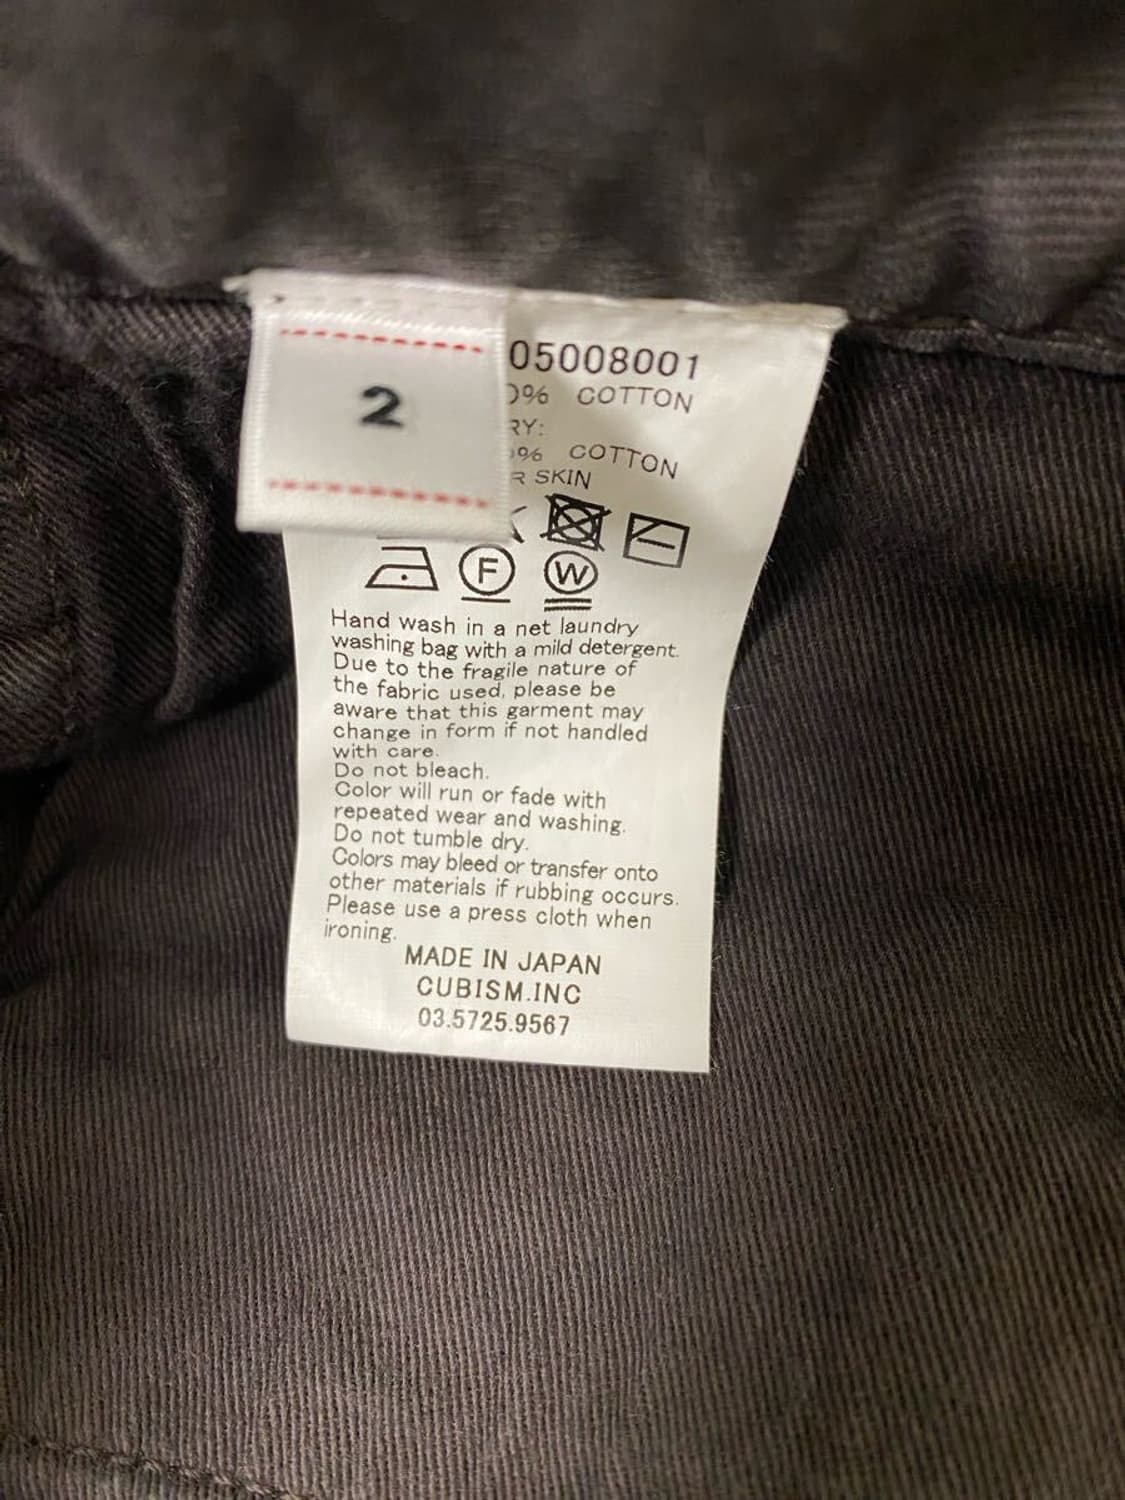 2
05008001
0% COTTON
RY:
% COTTON
R SKIN
F W
Hand wash in a net laundry
washing bag with a mild detergent.
Due to the fragile nature of
the fabric used, please be
aware that this garment may
change in form if not handled
with care.
Do not bleach.
Color will run or fade with
repeated wear and washing.
Do not tumble dry.
Colors may bleed or transfer onto
other materials if rubbing occurs.
Please use a press cloth when
ironing.
MADE IN JAPAN
CUBISM.INC
03.5725.9567